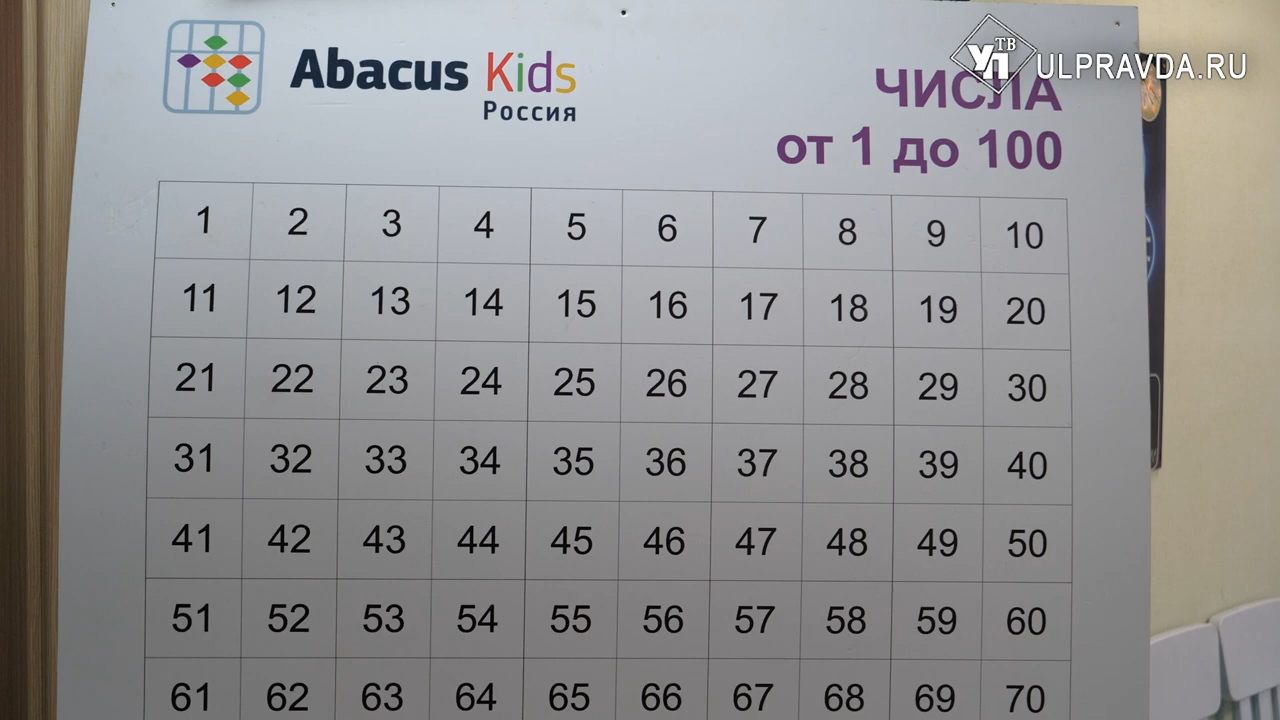 Abacus Kids
Россия
УП ТВ ULPRAVDA.RU
ЧИСЛА
от 1 до 100
1 2 3 4 5 6 7 8 9 10
11 12 13 14 15 16 17 18 19 20
21 22 23 24 25 26 27 28 29 30
31 32 33 34 35 36 37 38 39 40
41 42 43 44 45 46 47 48 49 50
51 52 53 54 55 56 57 58 59 60
61 62 63 64 65 66 67 68 69 70